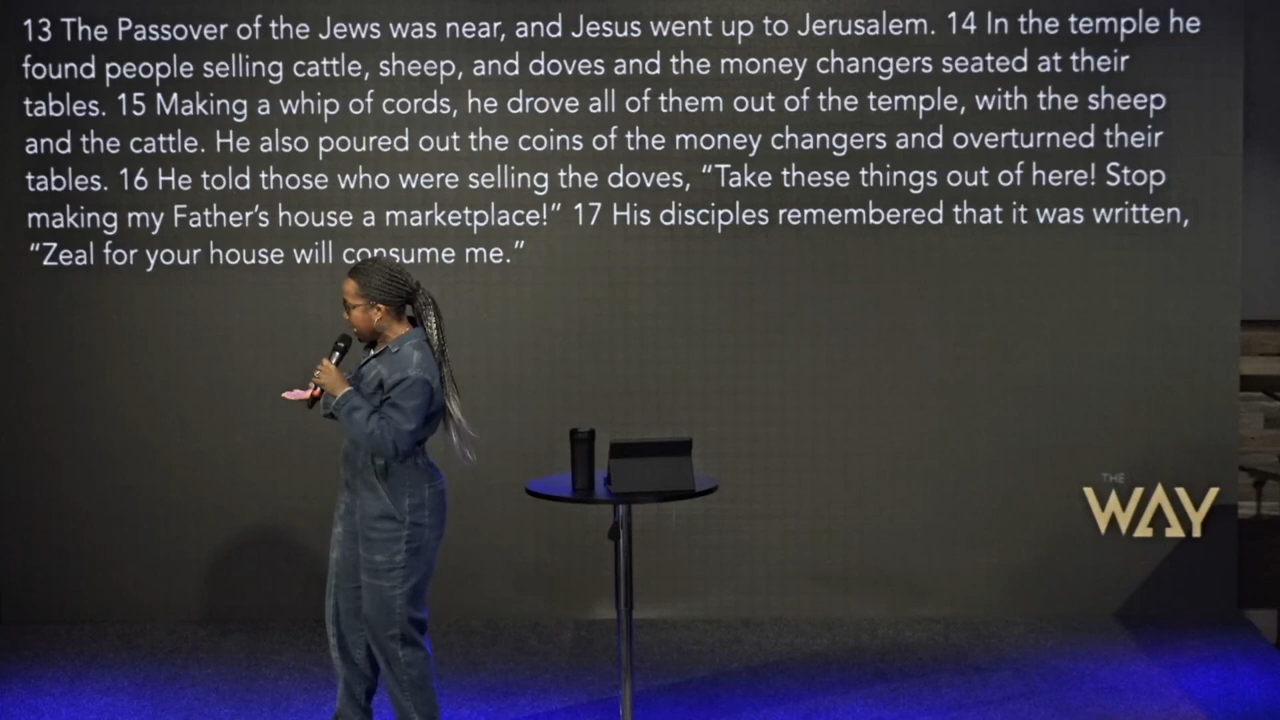 13 The Passover of the Jews was near, and Jesus went up to Jerusalem. 14 In the temple he
found people selling cattle, sheep, and doves and the money changers seated at their
tables. 15 Making a whip of cords, he drove all of them out of the temple, with the sheep
and the cattle. He also poured out the coins of the money changers and overturned their
tables. 16 He told those who were selling the doves, “Take these things out of here! Stop
making my Father’s house a marketplace!” 17 His disciples remembered that it was written,
“Zeal for your house will consume me.”
THE
WAY